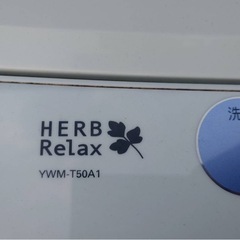 HERB
Relax
YWM-T50A1
洗